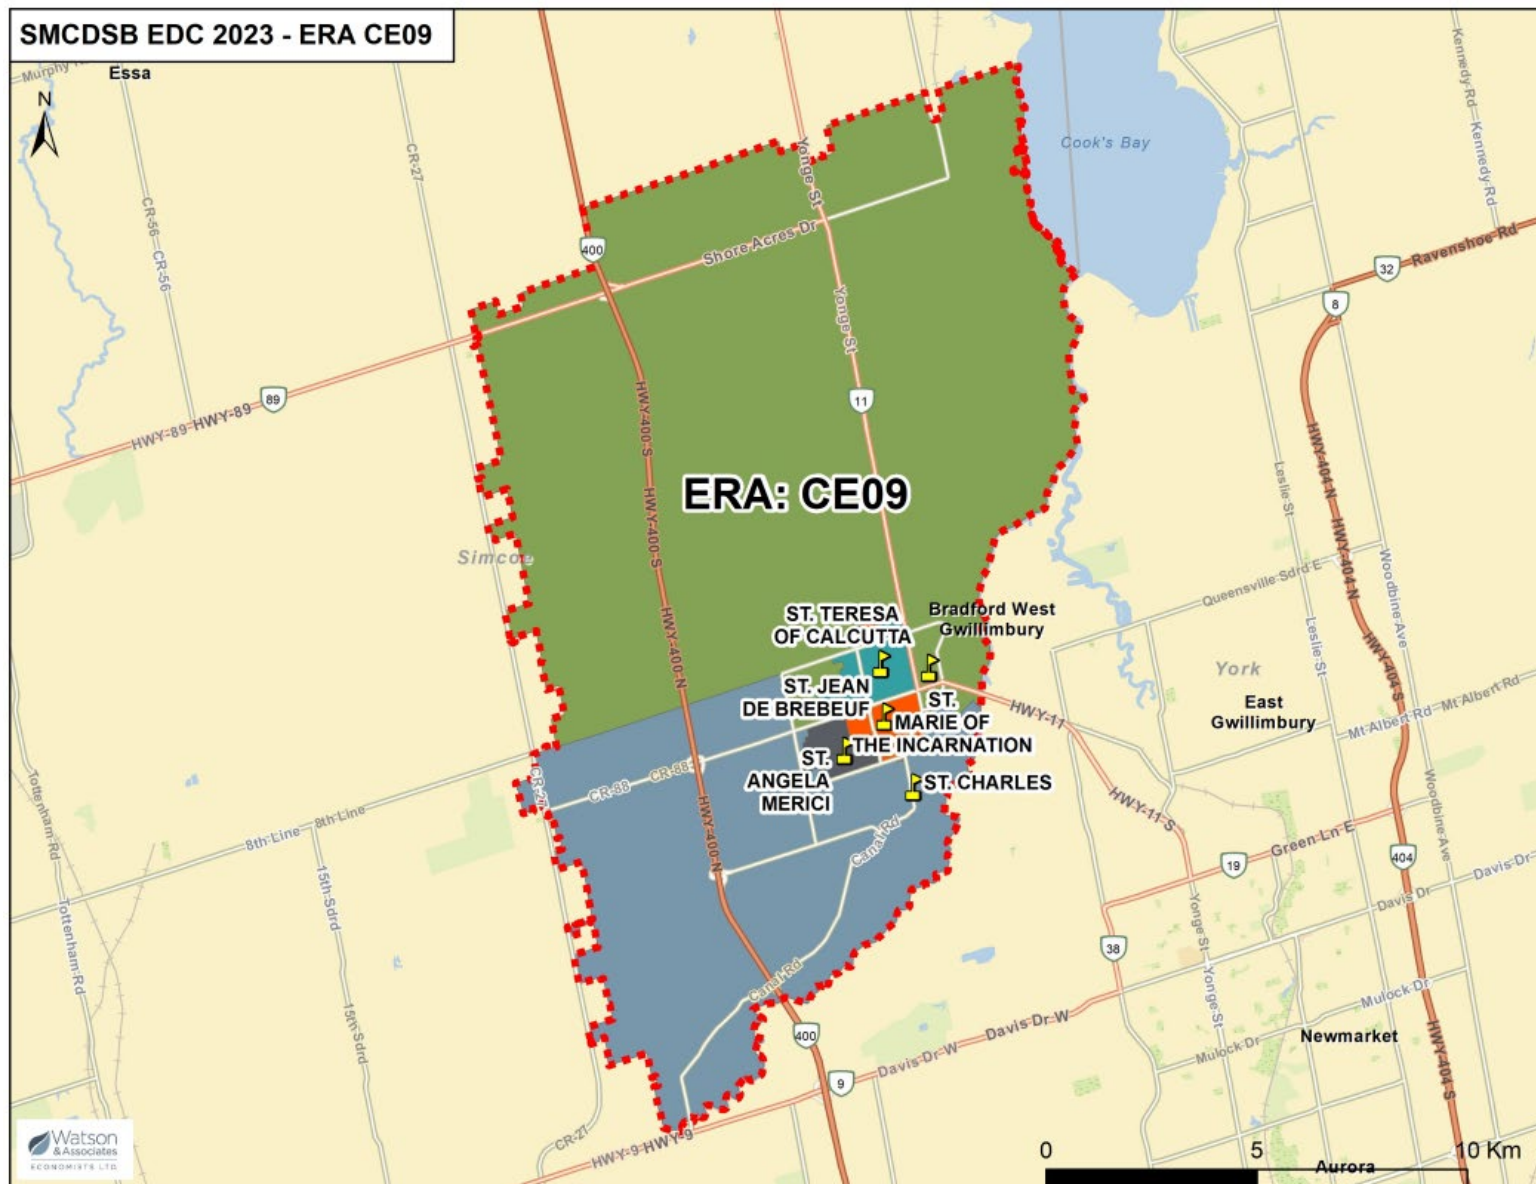 SMCDSB EDC 2023 - ERA CE09
Essa
N
Kennedy Rd
Kennedy Rd
CR-27
CR-56
CR-56
Cook's Bay
Yonge St
Shore Acres Dr
400
Ravenshoe Rd
32
8
Yonge St
89
HWY-89 HWY-89
11
HWY-400 S
HWY-400-S
HWY-404 N
HWY-404-N
Leslie St
ERA: CE09
Simcoe
Woodbine Ave
Queensville Sdrd E
ST. TERESA
OF CALCUTTA
Bradford West
Gwillimbury
HWY-400-N
Leslie St
HWY-404 S
York
ST. JEAN
DE BREBEUF
ST.
MARIE OF
THE INCARNATION
HWY-11
East
Gwillimbury
Mt Albert Rd
Mt Albert Rd
ST.
ANGELA
MERICI
ST. CHARLES
CR-88
CR-88
8th Line
8th Line
HWY-400-N
HWY-11 S
Woodbine Ave
Canal Rd
Green Ln E
19
404
Davis Dr
Davis Dr
Tottenham Rd
Tottenham Rd
15th Sdrd
15th Sdrd
38
Yonge St
Yonge St
Canal Rd
Mulock Dr
Mulock Dr
Newmarket
400
Davis Dr W
Davis Dr W
9
HWY-404 S
CR-27
HWY-9 HWY-9
Watson
& Associates
ECONOMISTS LTD.
0 5 10 Km
Aurora